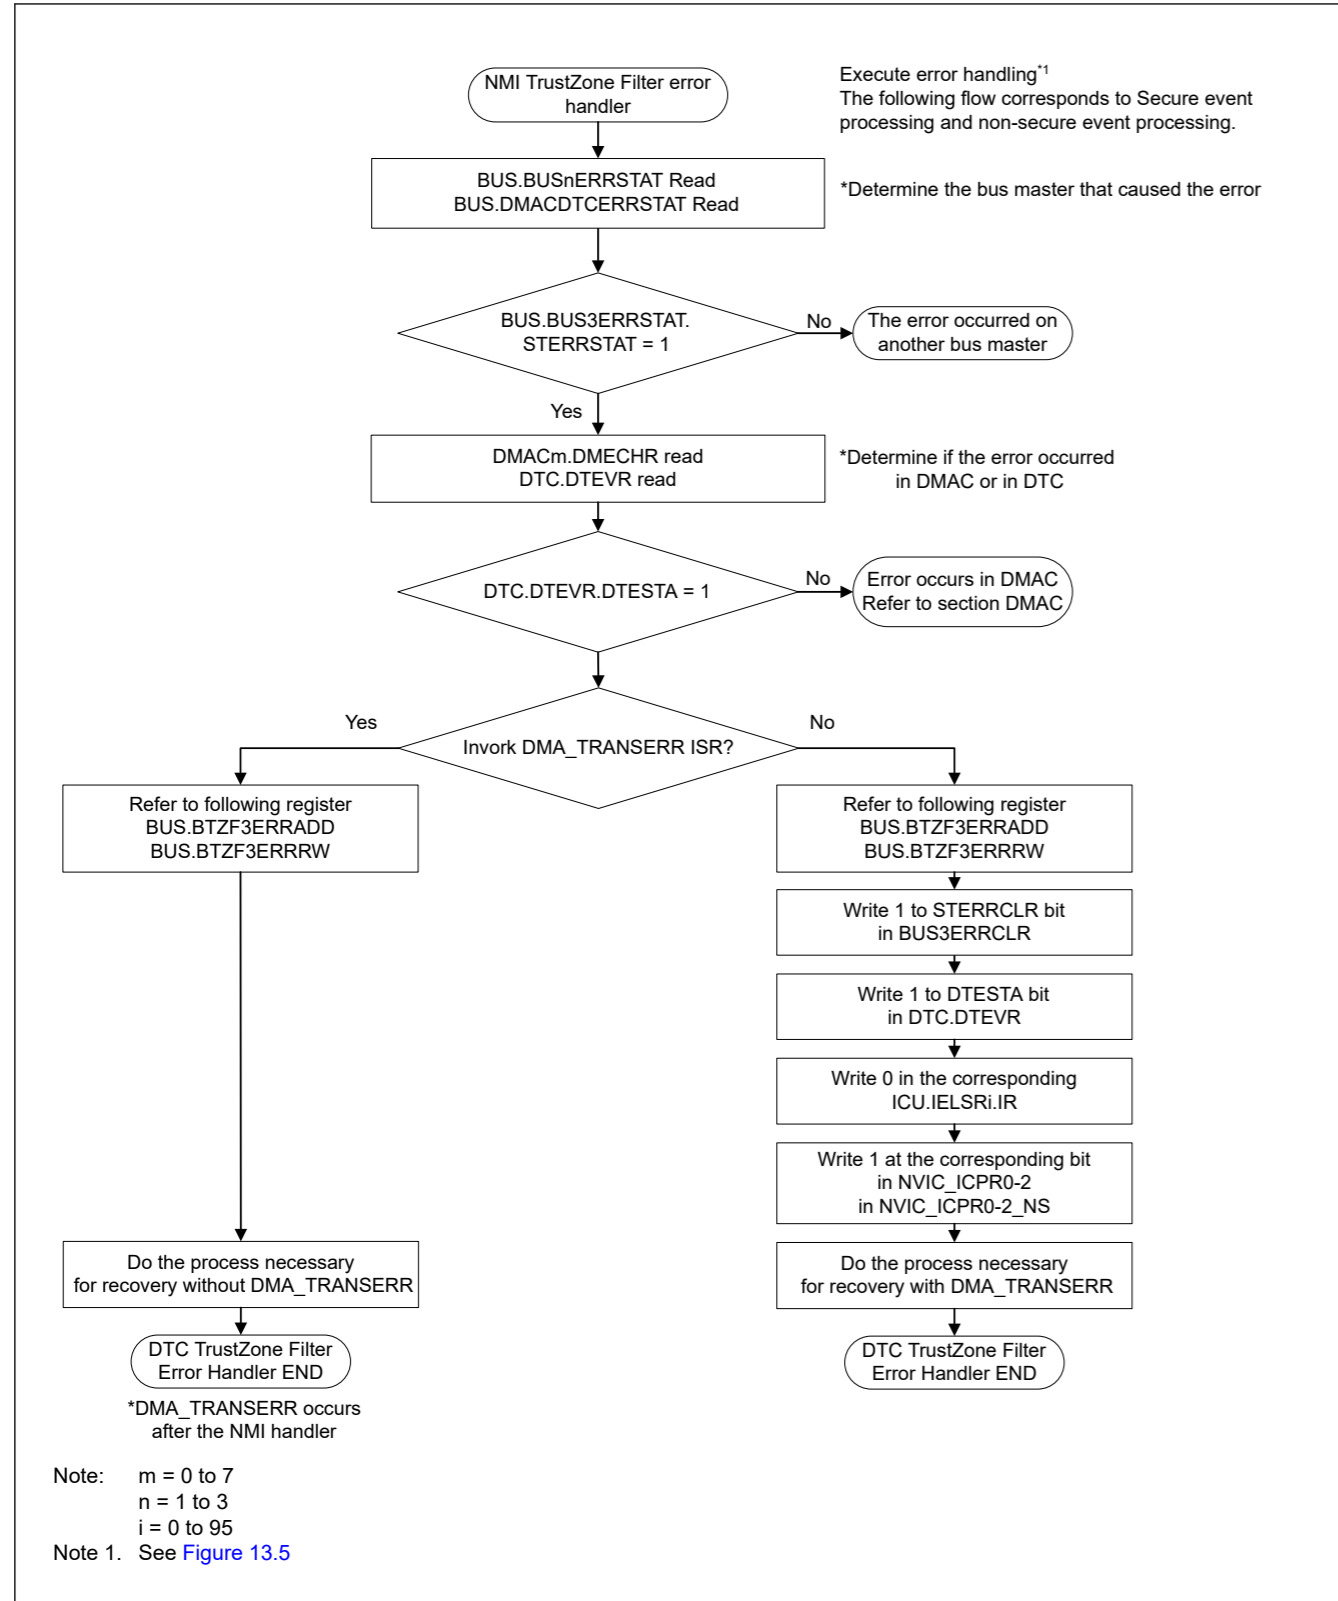 NMI TrustZone Filter error
handler
Execute error handling*1
The following flow corresponds to Secure event
processing and non-secure event processing.
BUS.BUSnERRSTAT Read
BUS.DMACDTCERRSTAT Read
*Determine the bus master that caused the error
BUS.BUS3ERRSTAT.
STERRSTAT = 1
No
The error occurred on
another bus master
Yes
DMACm.DMECHR read
DTC.DTEVR read
*Determine if the error occurred
in DMAC or in DTC
DTC.DTEVR.DTESTA = 1
No
Error occurs in DMAC
Refer to section DMAC
Yes
Invork DMA_TRANSERR ISR?
No
Refer to following register
BUS.BTZF3ERRADD
BUS.BTZF3ERRRW
Refer to following register
BUS.BTZF3ERRADD
BUS.BTZF3ERRRW
Write 1 to STERRCLR bit
in BUS3ERRCLR
Write 1 to DTESTA bit
in DTC.DTEVR
Write 0 in the corresponding
ICU.IELSRi.IR
Write 1 at the corresponding bit
in NVIC_ICPR0-2
in NVIC_ICPR0-2_NS
Do the process necessary
for recovery without DMA_TRANSERR
Do the process necessary
for recovery with DMA_TRANSERR
DTC TrustZone Filter
Error Handler END
DTC TrustZone Filter
Error Handler END
*DMA_TRANSERR occurs
after the NMI handler
Note: m = 0 to 7
n = 1 to 3
i = 0 to 95
Note 1. See Figure 13.5